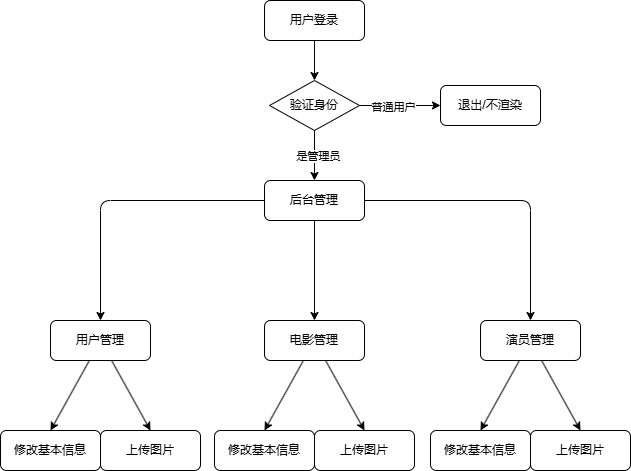 用户登录
验证身份
普通用户
退出/不渲染
是管理员
后台管理
用户管理
电影管理
演员管理
修改基本信息
上传图片
修改基本信息
上传图片
修改基本信息
上传图片